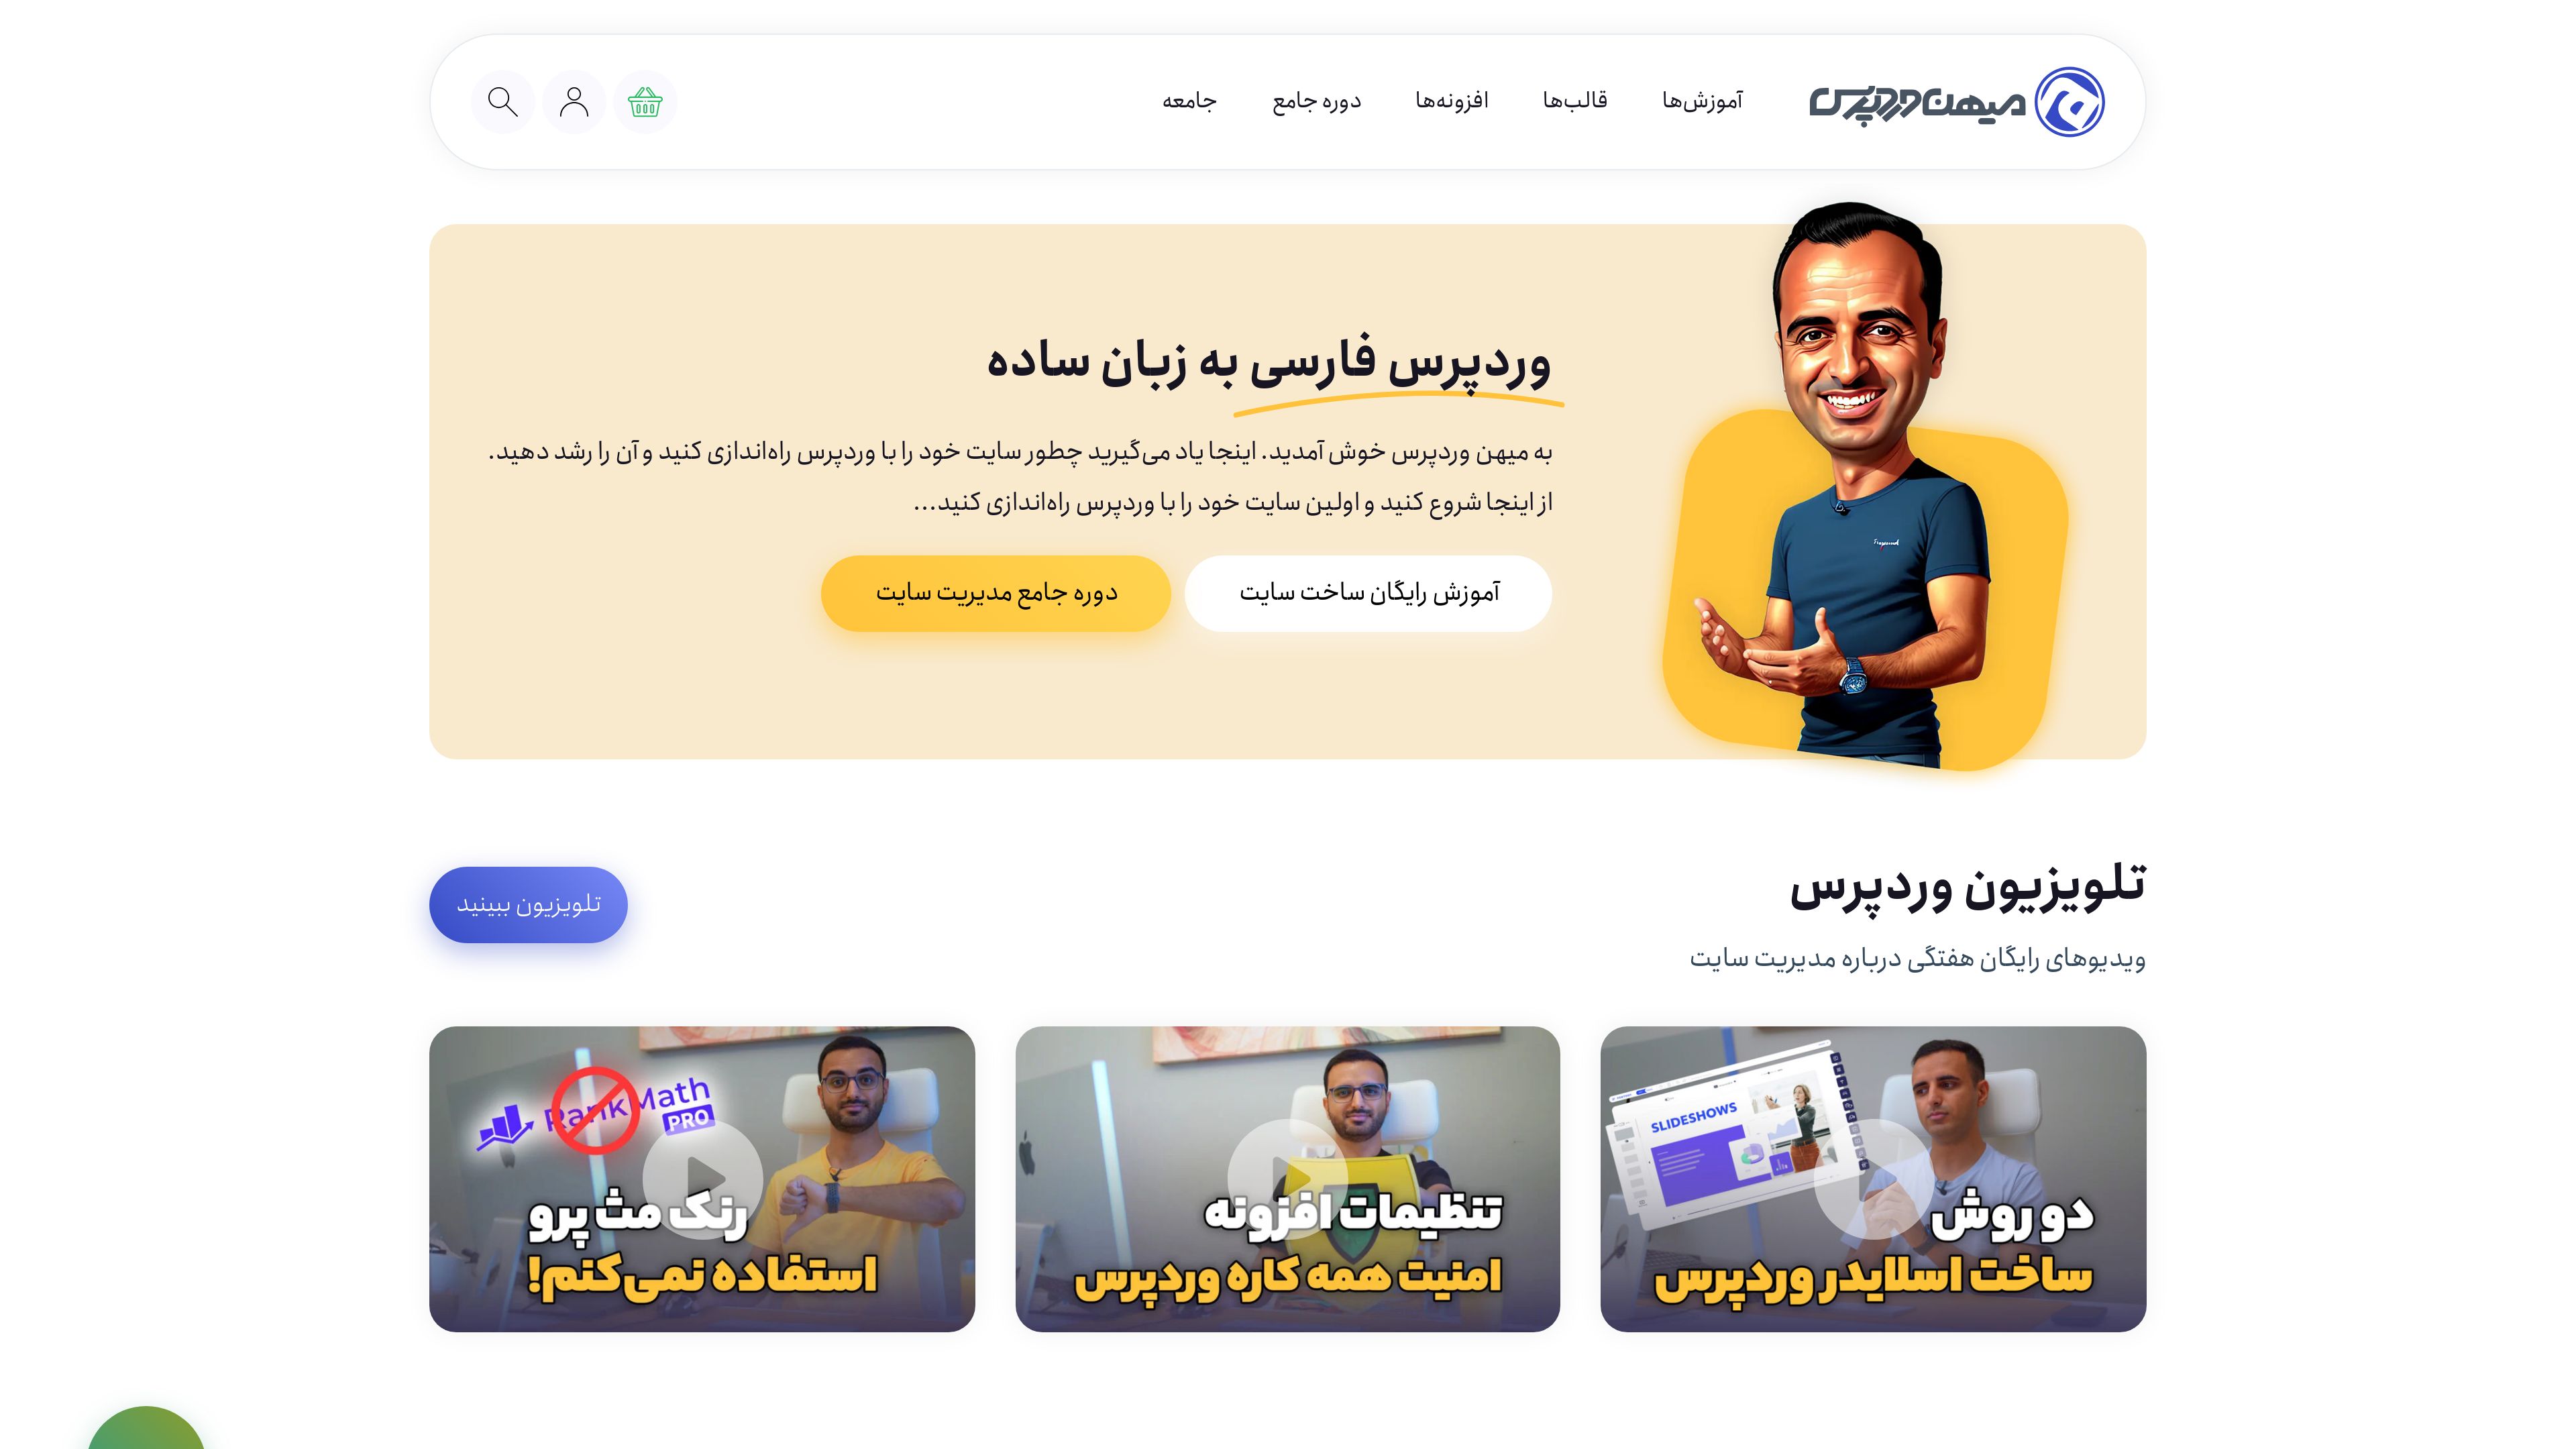 میهن وردپرس
آموزش‌ها
قالب‌ها
افزونه‌ها
دوره جامع
جامعه
وردپرس فارسی به زبان ساده
به میهن وردپرس خوش آمدید. اینجا یاد می‌گیرید چطور سایت خود را با وردپرس راه‌اندازی کنید و آن را رشد دهید.
از اینجا شروع کنید و اولین سایت خود را با وردپرس راه‌اندازی کنید...
آموزش رایگان ساخت سایت
دوره جامع مدیریت سایت
تلویزیون وردپرس
ویدیوهای رایگان هفتگی درباره مدیریت سایت
تلویزیون ببینید
SLIDESHOWS
دو روش
ساخت اسلایدر وردپرس
تنظیمات افزونه
امنیت همه کاره وردپرس
RankMath
PRO
رنک مث پرو
استفاده نمی‌کنم!